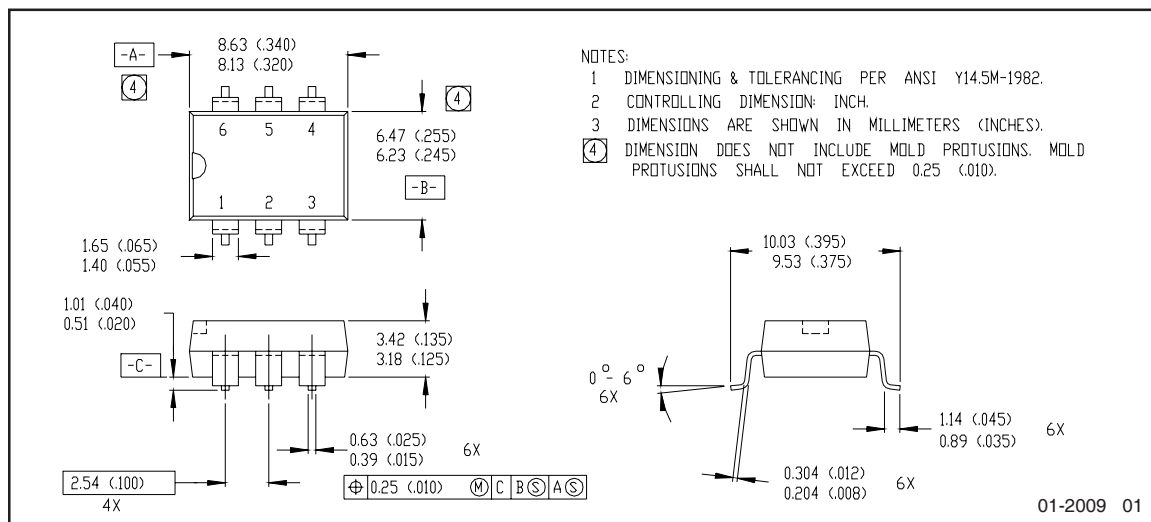 -A-
8.63 (.340)
8.13 (.320)
4
4
6 5 4
1 2 3
6.47 (.255)
6.23 (.245)
-B-
1.65 (.065)
1.40 (.055)
NOTES:
1 DIMENSIONING & TOLERANCING PER ANSI Y14.5M-1982.
2 CONTROLLING DIMENSION: INCH.
3 DIMENSIONS ARE SHOWN IN MILLIMETERS (INCHES).
4 DIMENSION DOES NOT INCLUDE MOLD PROTUSIONS. MOLD
PROTUSIONS SHALL NOT EXCEED 0.25 (.010).
1.01 (.040)
0.51 (.020)
-C-
3.42 (.135)
3.18 (.125)
0.63 (.025)
0.39 (.015)
6X
2.54 (.100)
4X
⌖ 0.25 (.010) Ⓜ C B Ⓢ A Ⓢ
10.03 (.395)
9.53 (.375)
0° - 6°
6X
1.14 (.045)
0.89 (.035)
6X
0.304 (.012)
0.204 (.008)
6X
01-2009 01